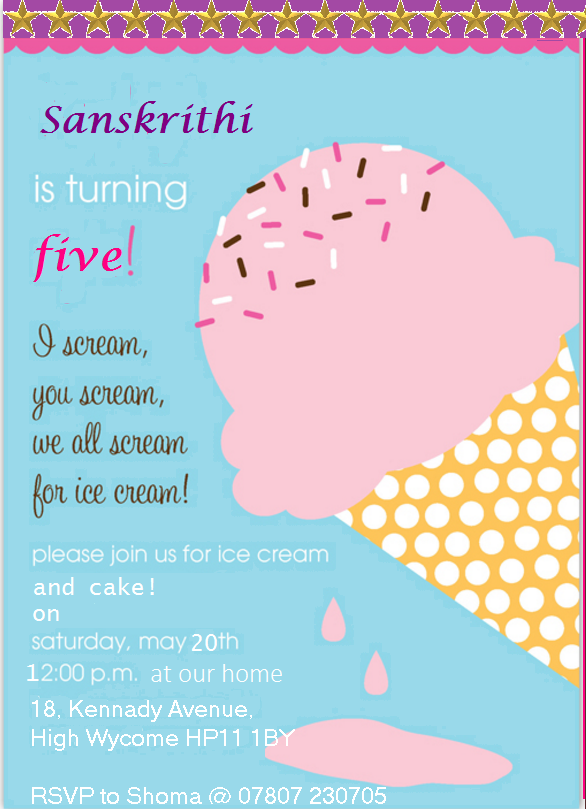 Sanskrithi
is turning
five!
I scream,
you scream,
we all scream
for ice cream!
please join us for ice cream
and cake!
on
saturday, may 20th
12:00 p.m. at our home
18, Kennady Avenue,
High Wycome HP11 1BY
RSVP to Shoma @ 07807 230705